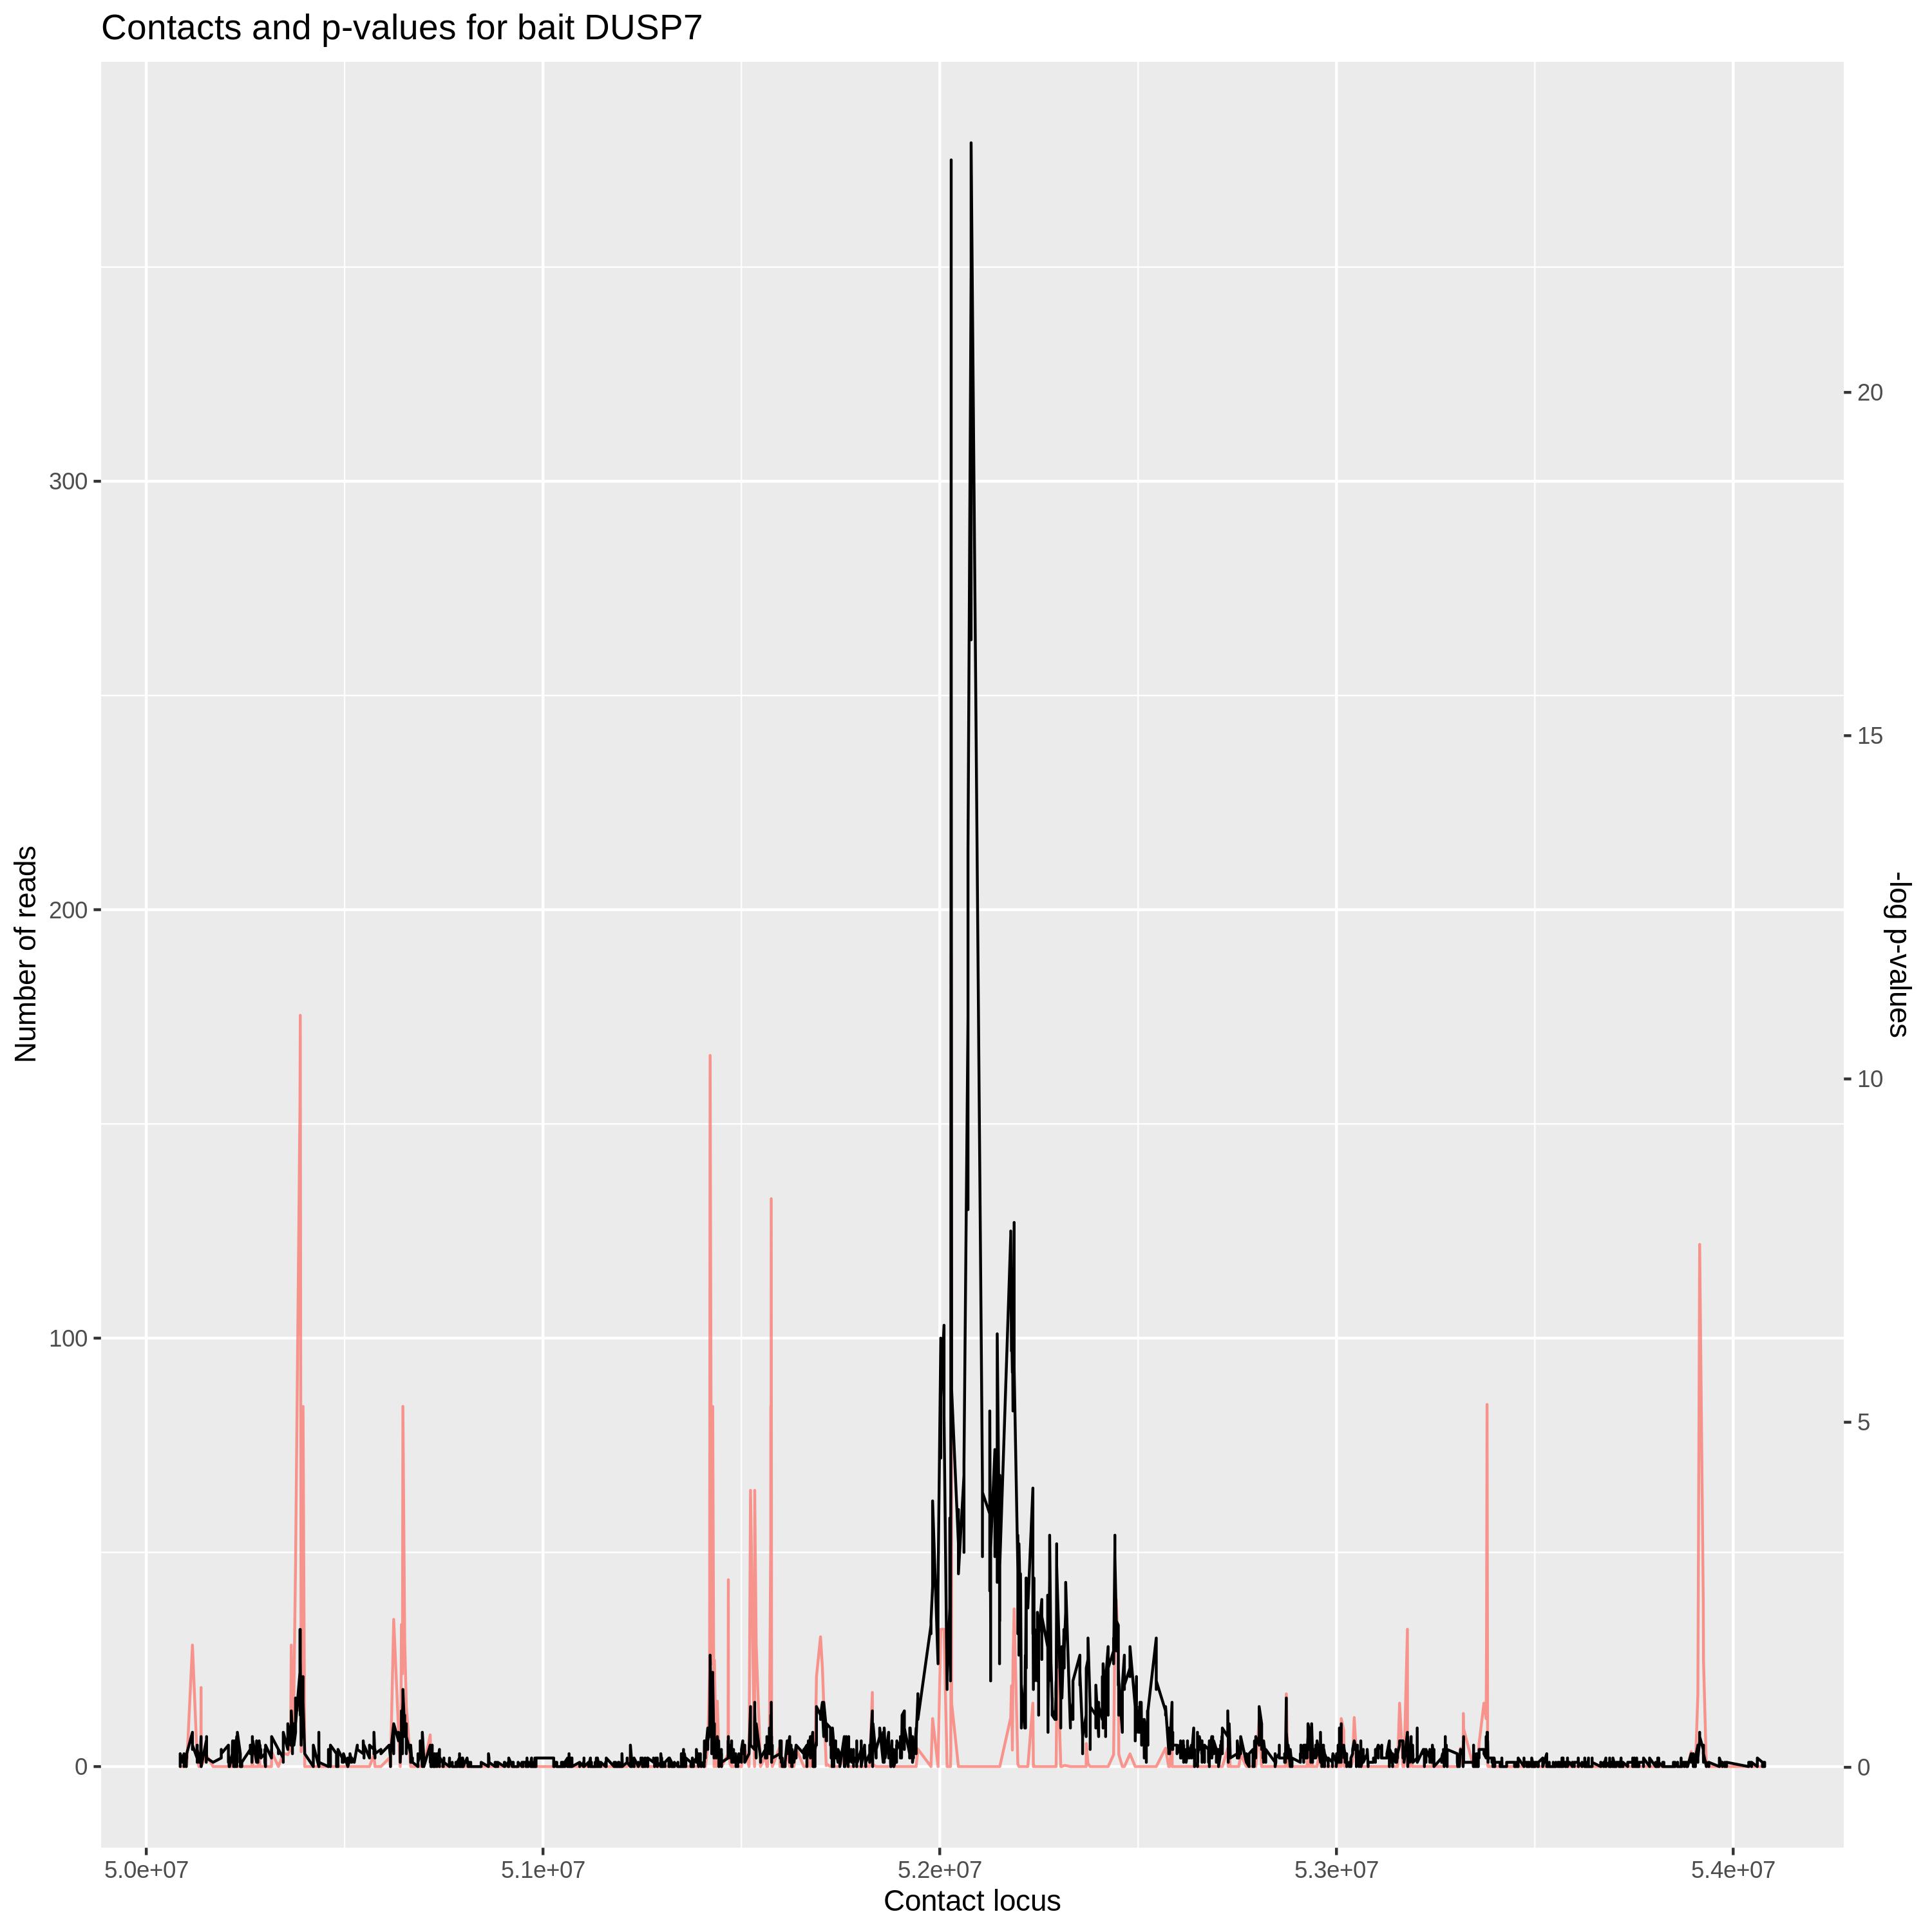 Contacts and p-values for bait DUSP7
Number of reads
300
200
100
0
20
15
10
5
0
-log p-values
5.0e+07
5.1e+07
5.2e+07
5.3e+07
5.4e+07
Contact locus